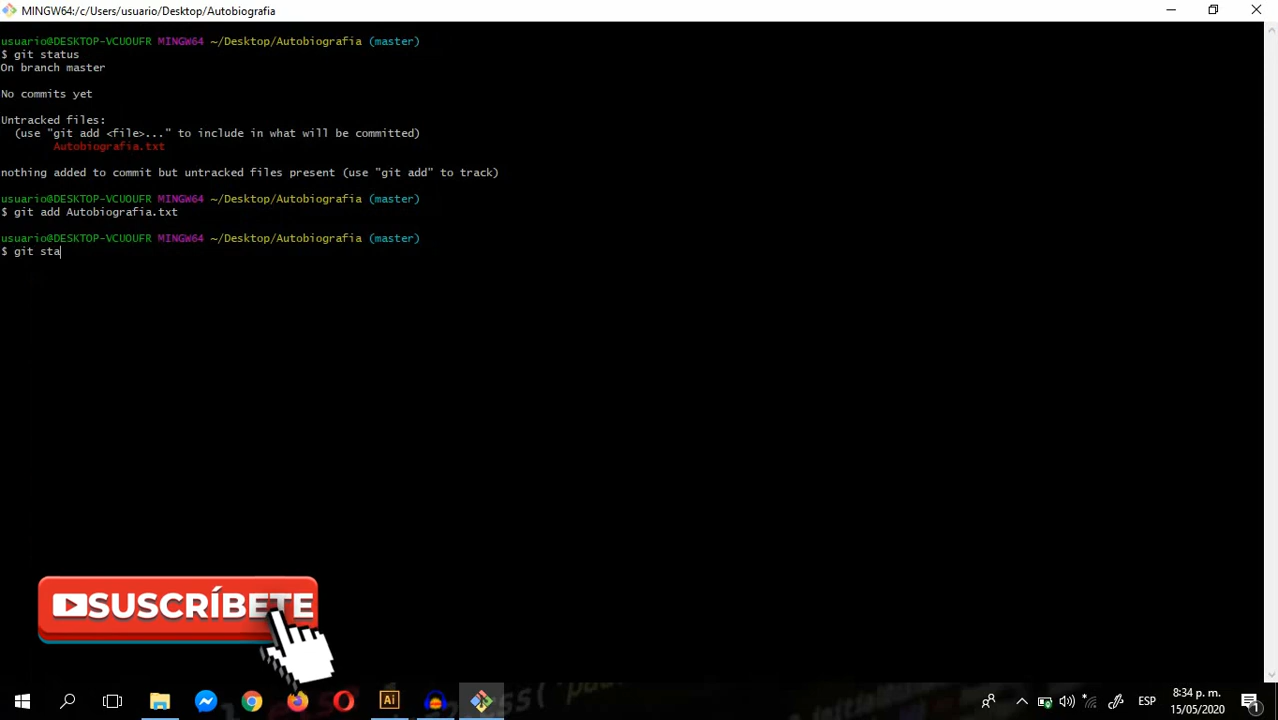 MINGW64:/c/Users/usuario/Desktop/Autobiografia
usuario@DESKTOP-VCUOUFR MINGW64 ~/Desktop/Autobiografia (master)
$ git status
On branch master
No commits yet
Untracked files:
(use "git add <file>..." to include in what will be committed)
Autobiografia.txt
nothing added to commit but untracked files present (use "git add" to track)
usuario@DESKTOP-VCUOUFR MINGW64 ~/Desktop/Autobiografia (master)
$ git add Autobiografia.txt
usuario@DESKTOP-VCUOUFR MINGW64 ~/Desktop/Autobiografia (master)
$ git sta
SUSCRÍBETE
Ai
ESP
8:34 p. m.
15/05/2020
1